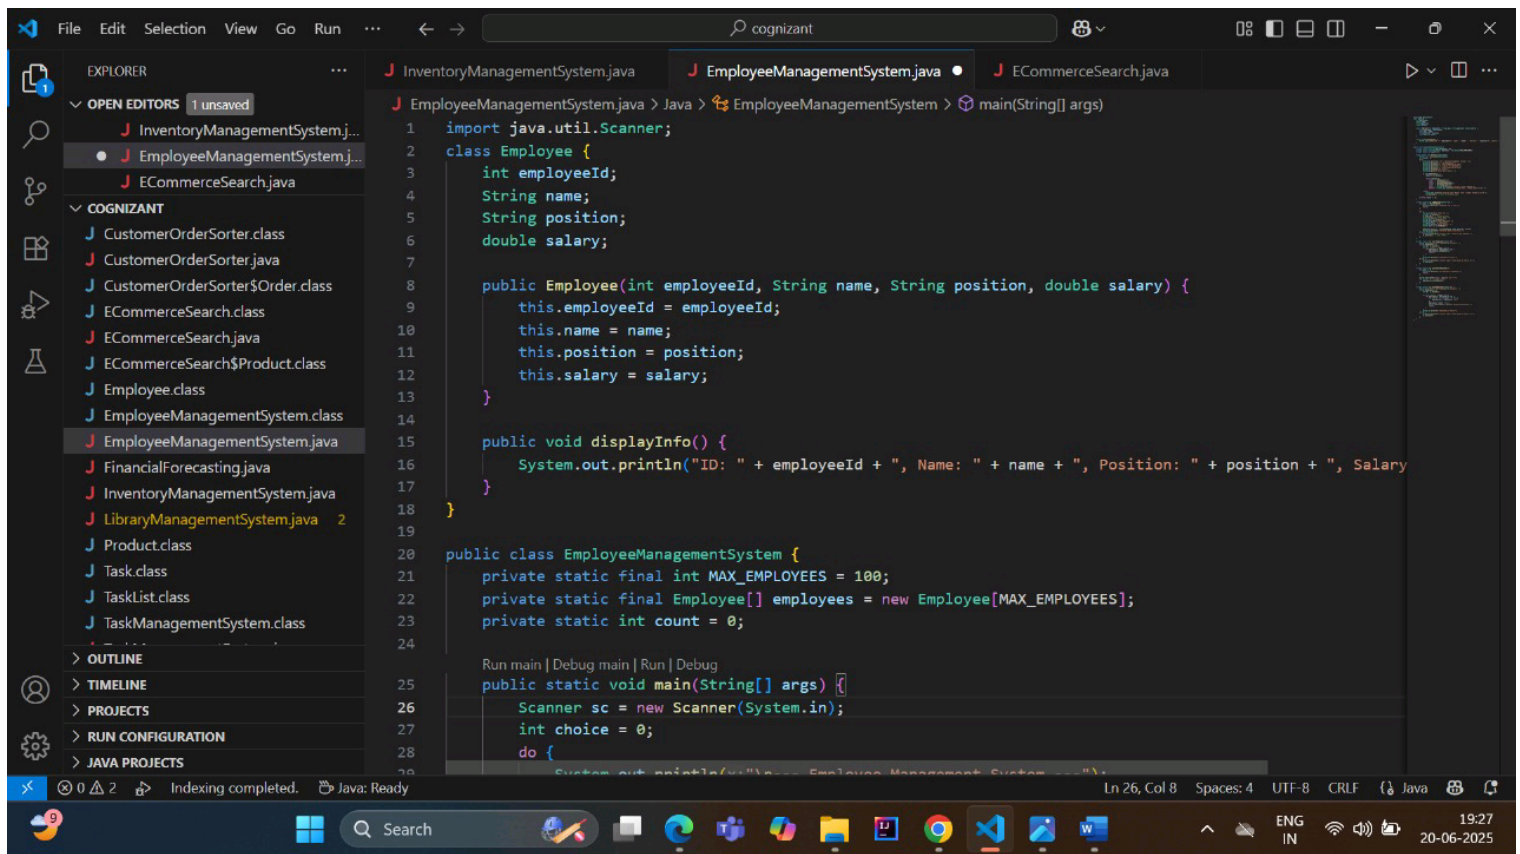 File Edit Selection View Go Run ··· cognizant
EXPLORER ···
OPEN EDITORS 1 unsaved
J InventoryManagementSystem.j...
J EmployeeManagementSystem.j...
J ECommerceSearch.java
COGNIZANT
J CustomerOrderSorter.class
J CustomerOrderSorter.java
J CustomerOrderSorter$Order.class
J ECommerceSearch.class
J ECommerceSearch.java
J ECommerceSearch$Product.class
J Employee.class
J EmployeeManagementSystem.class
J EmployeeManagementSystem.java
J FinancialForecasting.java
J InventoryManagementSystem.java
J LibraryManagementSystem.java 2
J Product.class
J Task.class
J TaskList.class
J TaskManagementSystem.class
OUTLINE
TIMELINE
PROJECTS
RUN CONFIGURATION
JAVA PROJECTS
J InventoryManagementSystem.java J EmployeeManagementSystem.java J ECommerceSearch.java ···
J EmployeeManagementSystem.java > Java > EmployeeManagementSystem > main(String[] args)
1 import java.util.Scanner;
2 class Employee {
3 int employeeId;
4 String name;
5 String position;
6 double salary;
7
8 public Employee(int employeeId, String name, String position, double salary) {
9 this.employeeId = employeeId;
10 this.name = name;
11 this.position = position;
12 this.salary = salary;
13 }
14
15 public void displayInfo() {
16 System.out.println("ID: " + employeeId + ", Name: " + name + ", Position: " + position + ", Salary
17 }
18 }
19
20 public class EmployeeManagementSystem {
21 private static final int MAX_EMPLOYEES = 100;
22 private static final Employee[] employees = new Employee[MAX_EMPLOYEES];
23 private static int count = 0;
24
Run main | Debug main | Run | Debug
25 public static void main(String[] args) {
26 Scanner sc = new Scanner(System.in);
27 int choice = 0;
28 do {
29 System.out.println(x:"\n=== Employee Management System ===");
0 2 Indexing completed. Java: Ready Ln 26, Col 8 Spaces: 4 UTF-8 CRLF Java
9 Search ENG IN 19:27 20-06-2025